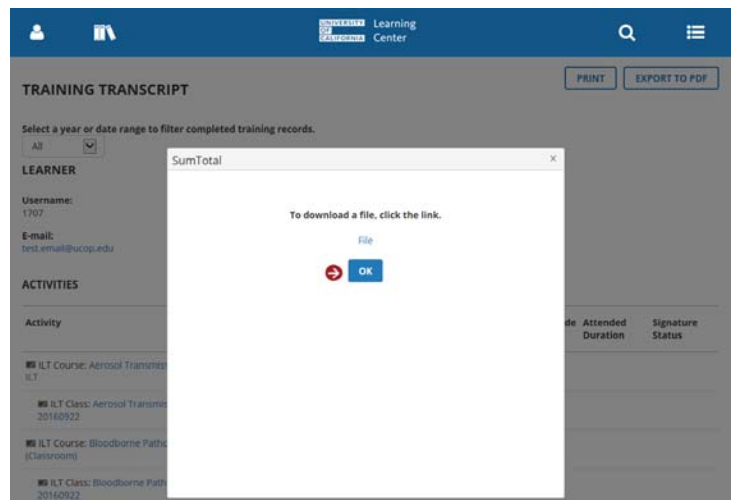 UNIVERSITY
OF
CALIFORNIA
Learning
Center
PRINT
EXPORT TO PDF
TRAINING TRANSCRIPT
Select a year or date range to filter completed training records.
All
LEARNER
Username:
1707
E-mail:
test.email@ucop.edu
ACTIVITIES
SumTotal
×
To download a file, click the link.
File
OK
Activity
de
Attended
Duration
Signature
Status
ILT Course: Aerosol Transmis
ILT
ILT Class: Aerosol Transmis
20160922
ILT Course: Bloodborne Patho
(Classroom)
ILT Class: Bloodborne Path
20160922